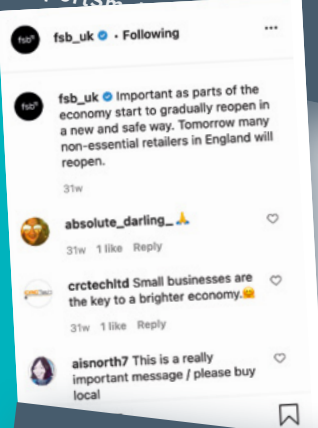 fsb_uk • Following
fsb_uk Important as parts of the
economy start to gradually reopen in
a new and safe way. Tomorrow many
non-essential retailers in England will
reopen.
31w
absolute_darling_🙏
31w 1 like Reply
crctechltd Small businesses are
the key to a brighter economy.🤗
31w 1 like Reply
aisnorth7 This is a really
important message / please buy
local